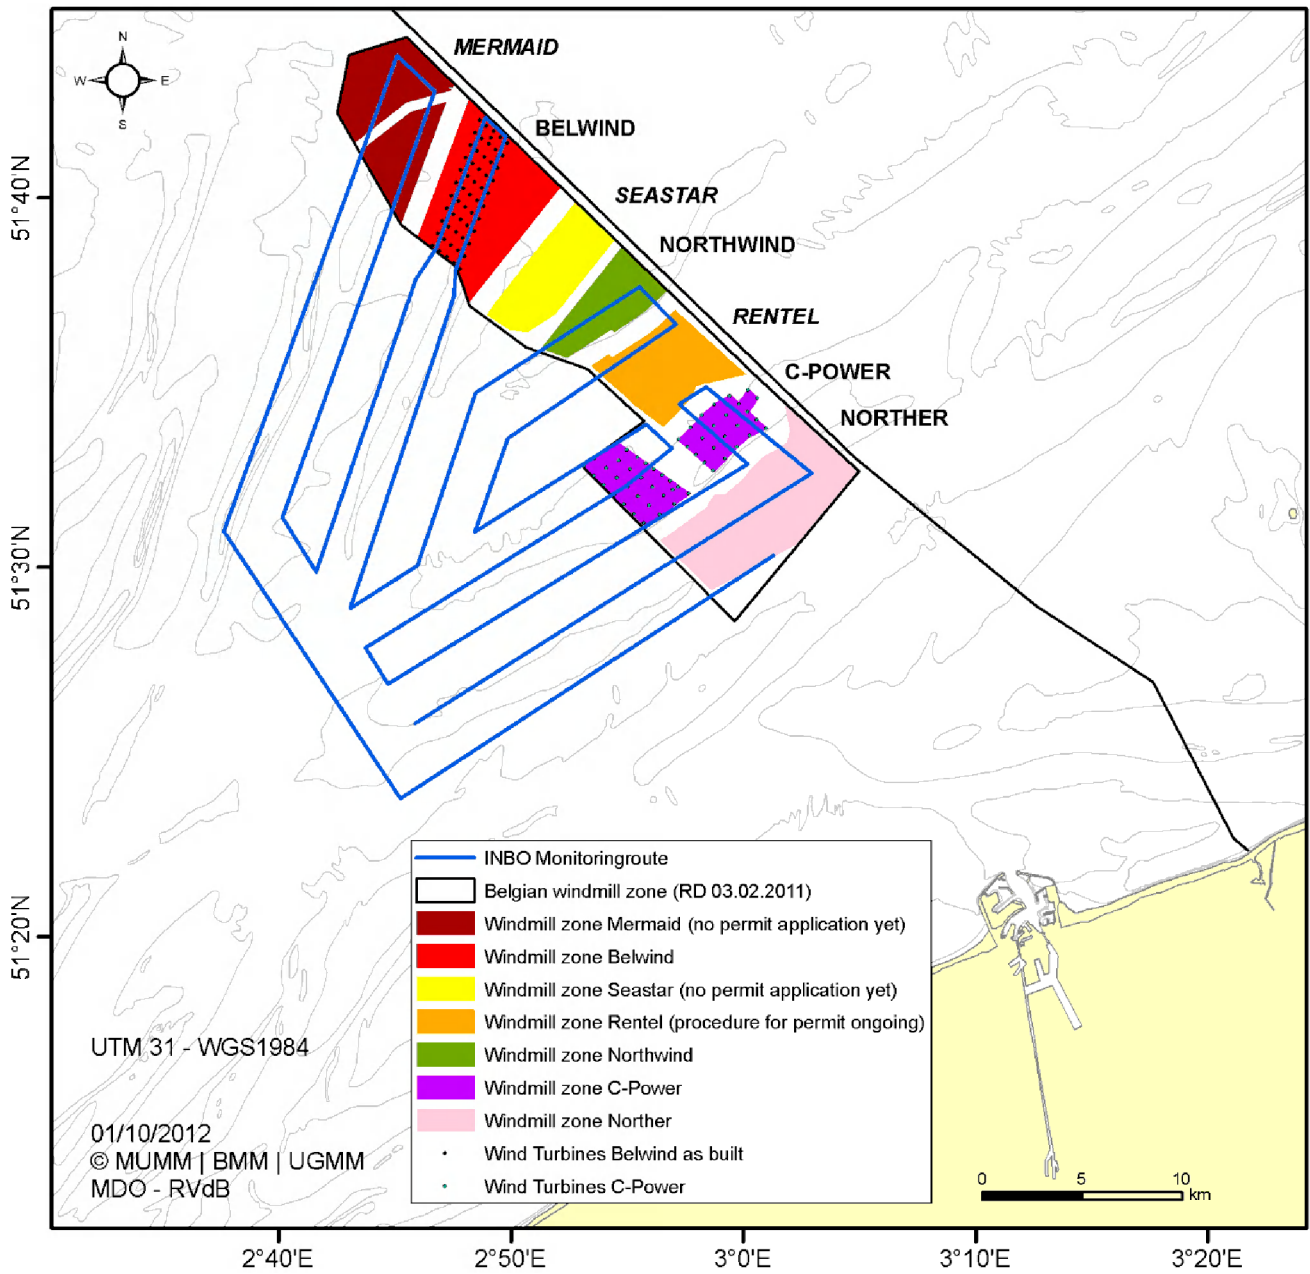 N
W E
S
MERMAID
BELWIND
SEASTAR
NORTHWIND
RENTEL
C-POWER
NORTHER
51°40'N
51°30'N
51°20'N
INBO Monitoringroute
Belgian windmill zone (RD 03.02.2011)
Windmill zone Mermaid (no permit application yet)
Windmill zone Belwind
Windmill zone Seastar (no permit application yet)
Windmill zone Rentel (procedure for permit ongoing)
Windmill zone Northwind
Windmill zone C-Power
Windmill zone Norther
Wind Turbines Belwind as built
Wind Turbines C-Power
UTM 31 - WGS1984
01/10/2012
© MUMM | BMM | UGMM
MDO - RVdB
0 5 10
km
2°40'E 2°50'E 3°0'E 3°10'E 3°20'E